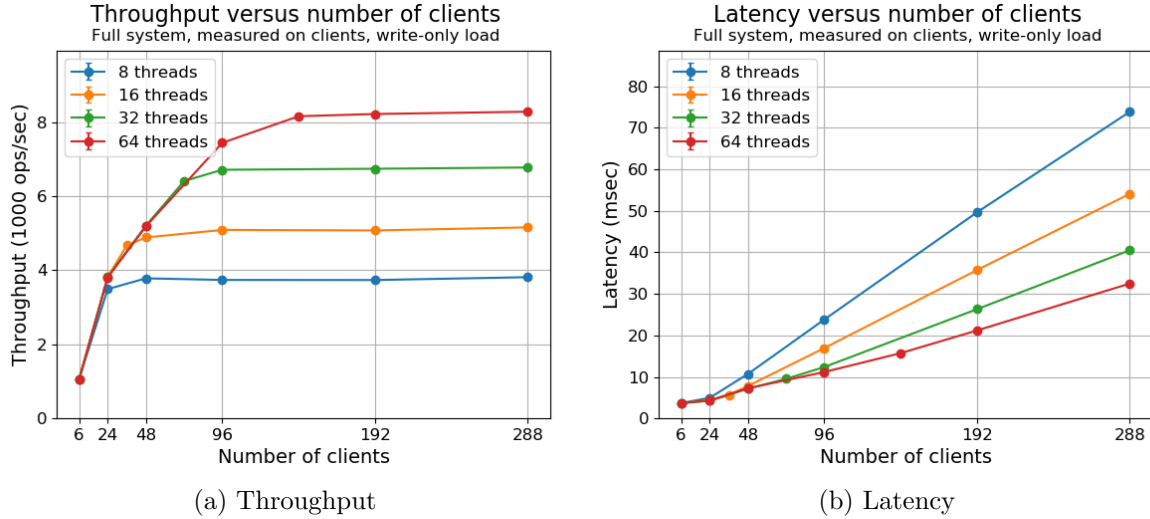 Throughput versus number of clients
Full system, measured on clients, write-only load
8 threads
16 threads
32 threads
64 threads
Throughput (1000 ops/sec)
8
6
4
2
0
6 24 48 96 192 288
Number of clients
(a) Throughput
Latency versus number of clients
Full system, measured on clients, write-only load
8 threads
16 threads
32 threads
64 threads
Latency (msec)
80
70
60
50
40
30
20
10
0
6 24 48 96 192 288
Number of clients
(b) Latency